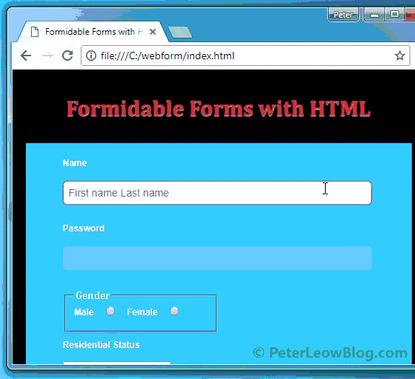 Peter
Formidable Forms with H
file:///C:/webform/index.html
Formidable Forms with HTML
Name
First name Last name
Password
Gender
Male Female
Residential Status
© PeterLeowBlog.com